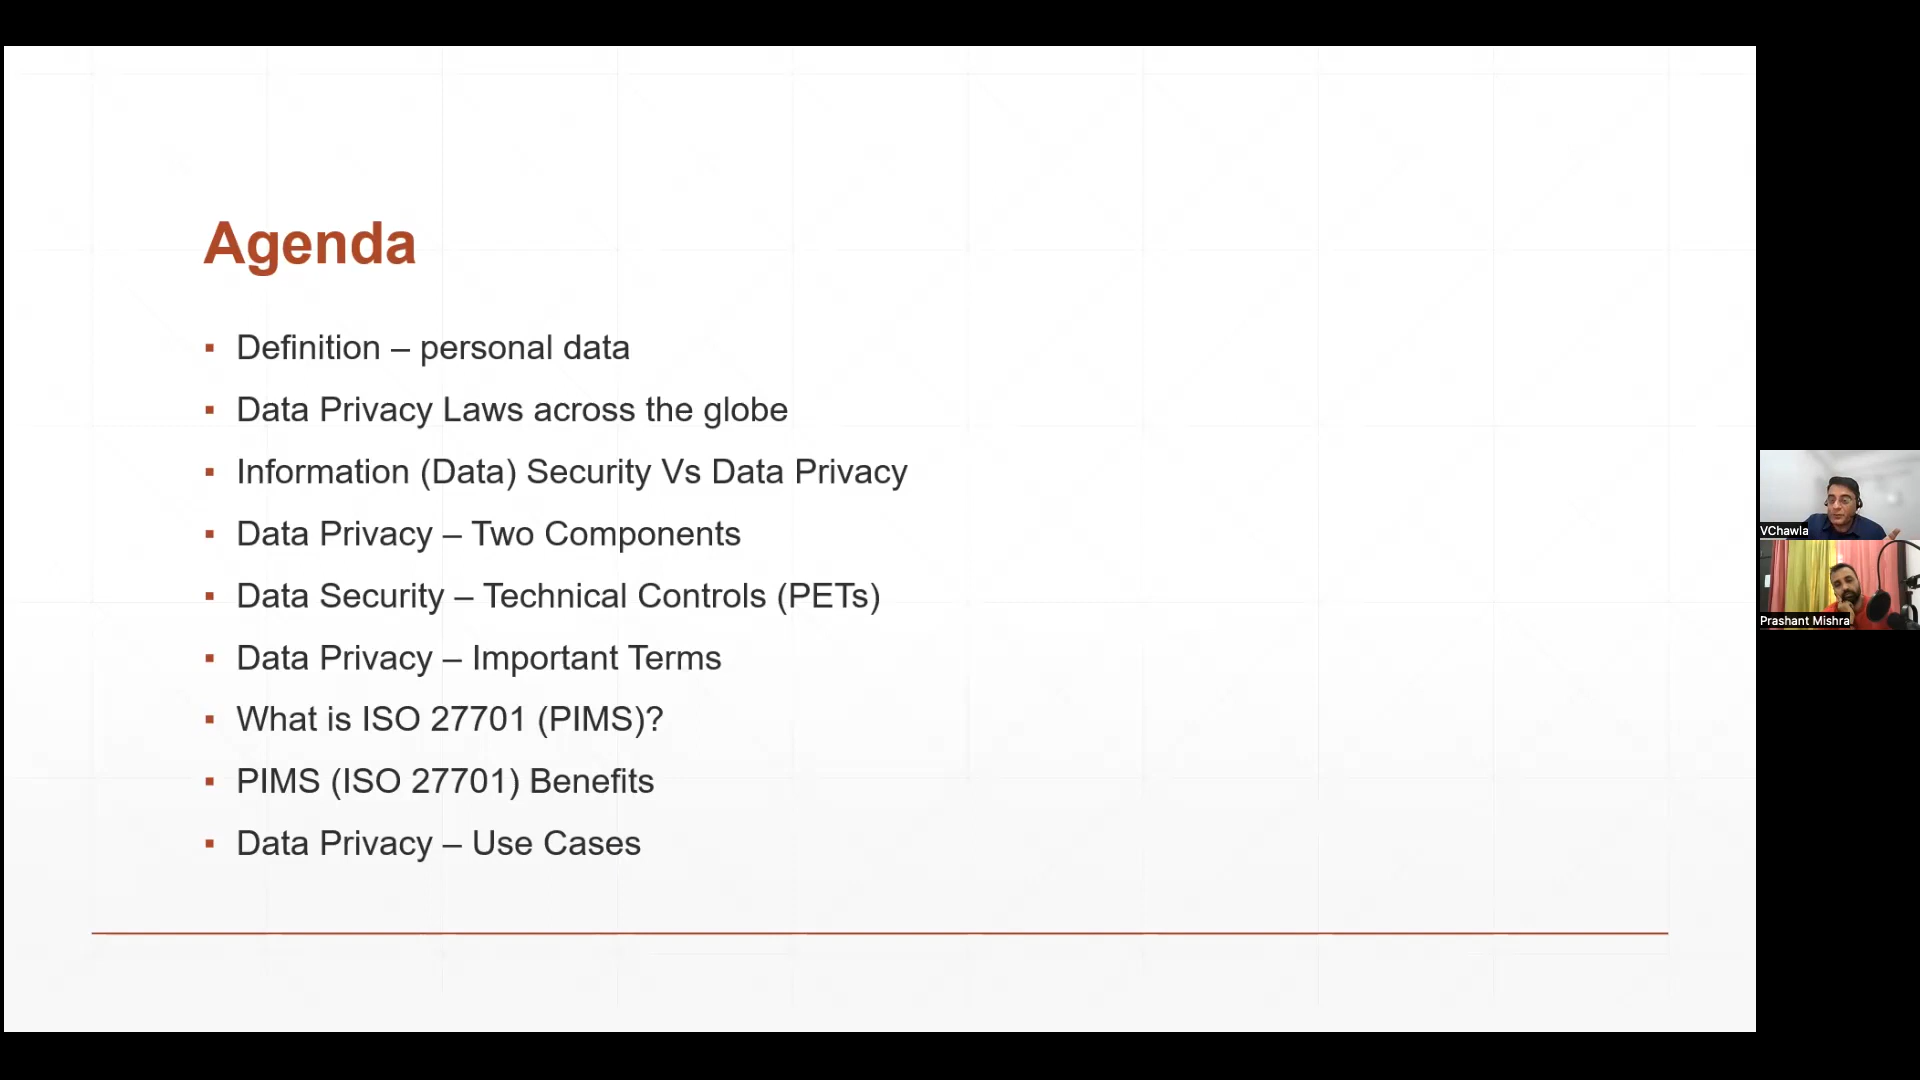 Agenda
▪ Definition – personal data
▪ Data Privacy Laws across the globe
▪ Information (Data) Security Vs Data Privacy
▪ Data Privacy – Two Components
▪ Data Security – Technical Controls (PETs)
▪ Data Privacy – Important Terms
▪ What is ISO 27701 (PIMS)?
▪ PIMS (ISO 27701) Benefits
▪ Data Privacy – Use Cases
VChawla
Prashant Mishra